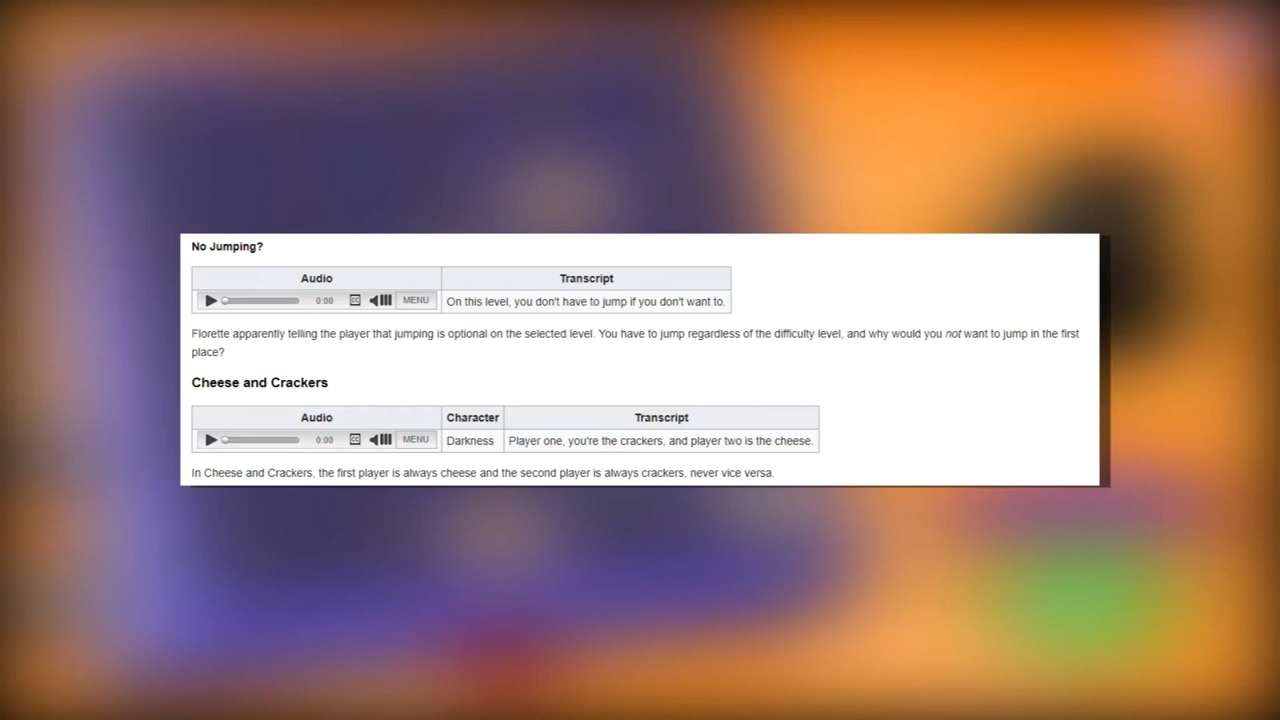 No Jumping?
Audio Transcript
0:00 CC MENU On this level, you don't have to jump if you don't want to.
Florette apparently telling the player that jumping is optional on the selected level. You have to jump regardless of the difficulty level, and why would you not want to jump in the first
place?
Cheese and Crackers
Audio Character Transcript
0:00 CC MENU Darkness Player one, you're the crackers, and player two is the cheese.
In Cheese and Crackers, the first player is always cheese and the second player is always crackers, never vice versa.